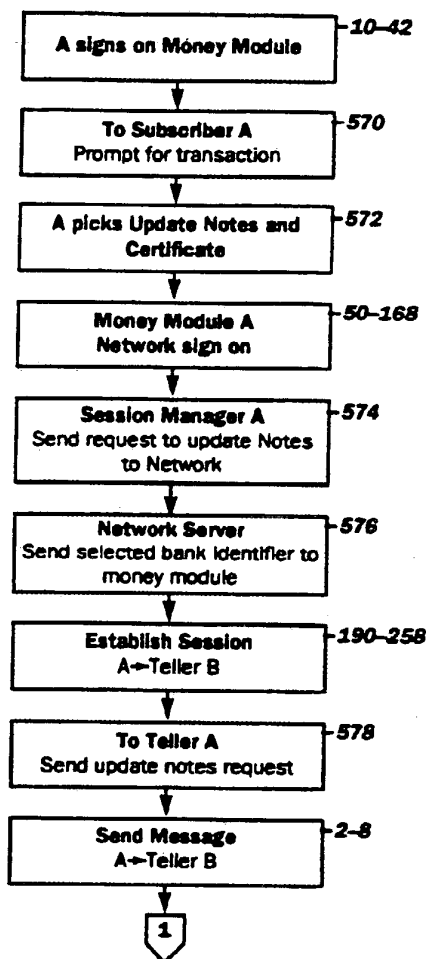 A signs on Money Module
10-42
To Subscriber A
Prompt for transaction
570
A picks Update Notes and
Certificate
572
Money Module A
Network sign on
50-168
Session Manager A
Send request to update Notes
to Network
574
Network Server
Send selected bank identifier to
money module
576
Establish Session
A→Teller B
190-258
To Teller A
Send update notes request
578
Send Message
A→Teller B
2-8
1